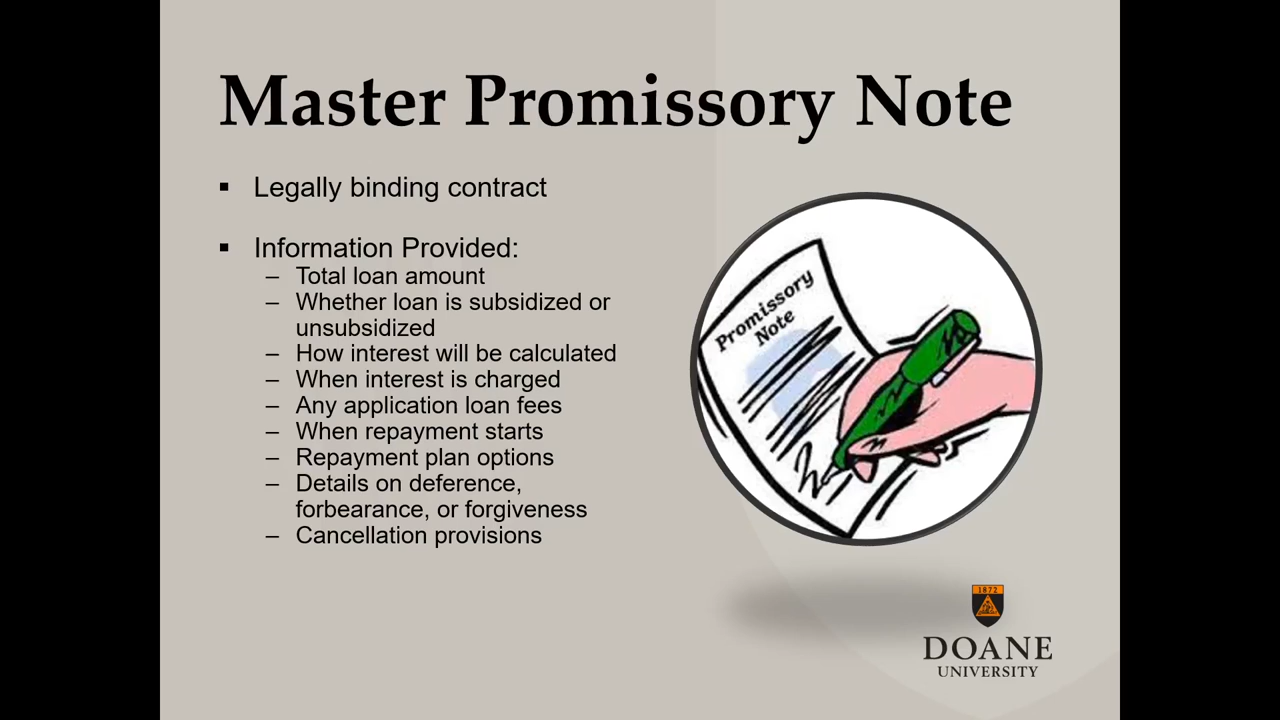 Master Promissory Note
▪ Legally binding contract
▪ Information Provided:
– Total loan amount
– Whether loan is subsidized or
unsubsidized
– How interest will be calculated
– When interest is charged
– Any application loan fees
– When repayment starts
– Repayment plan options
– Details on deference,
forbearance, or forgiveness
– Cancellation provisions
Promissory
Note
1872
DOANE
UNIVERSITY